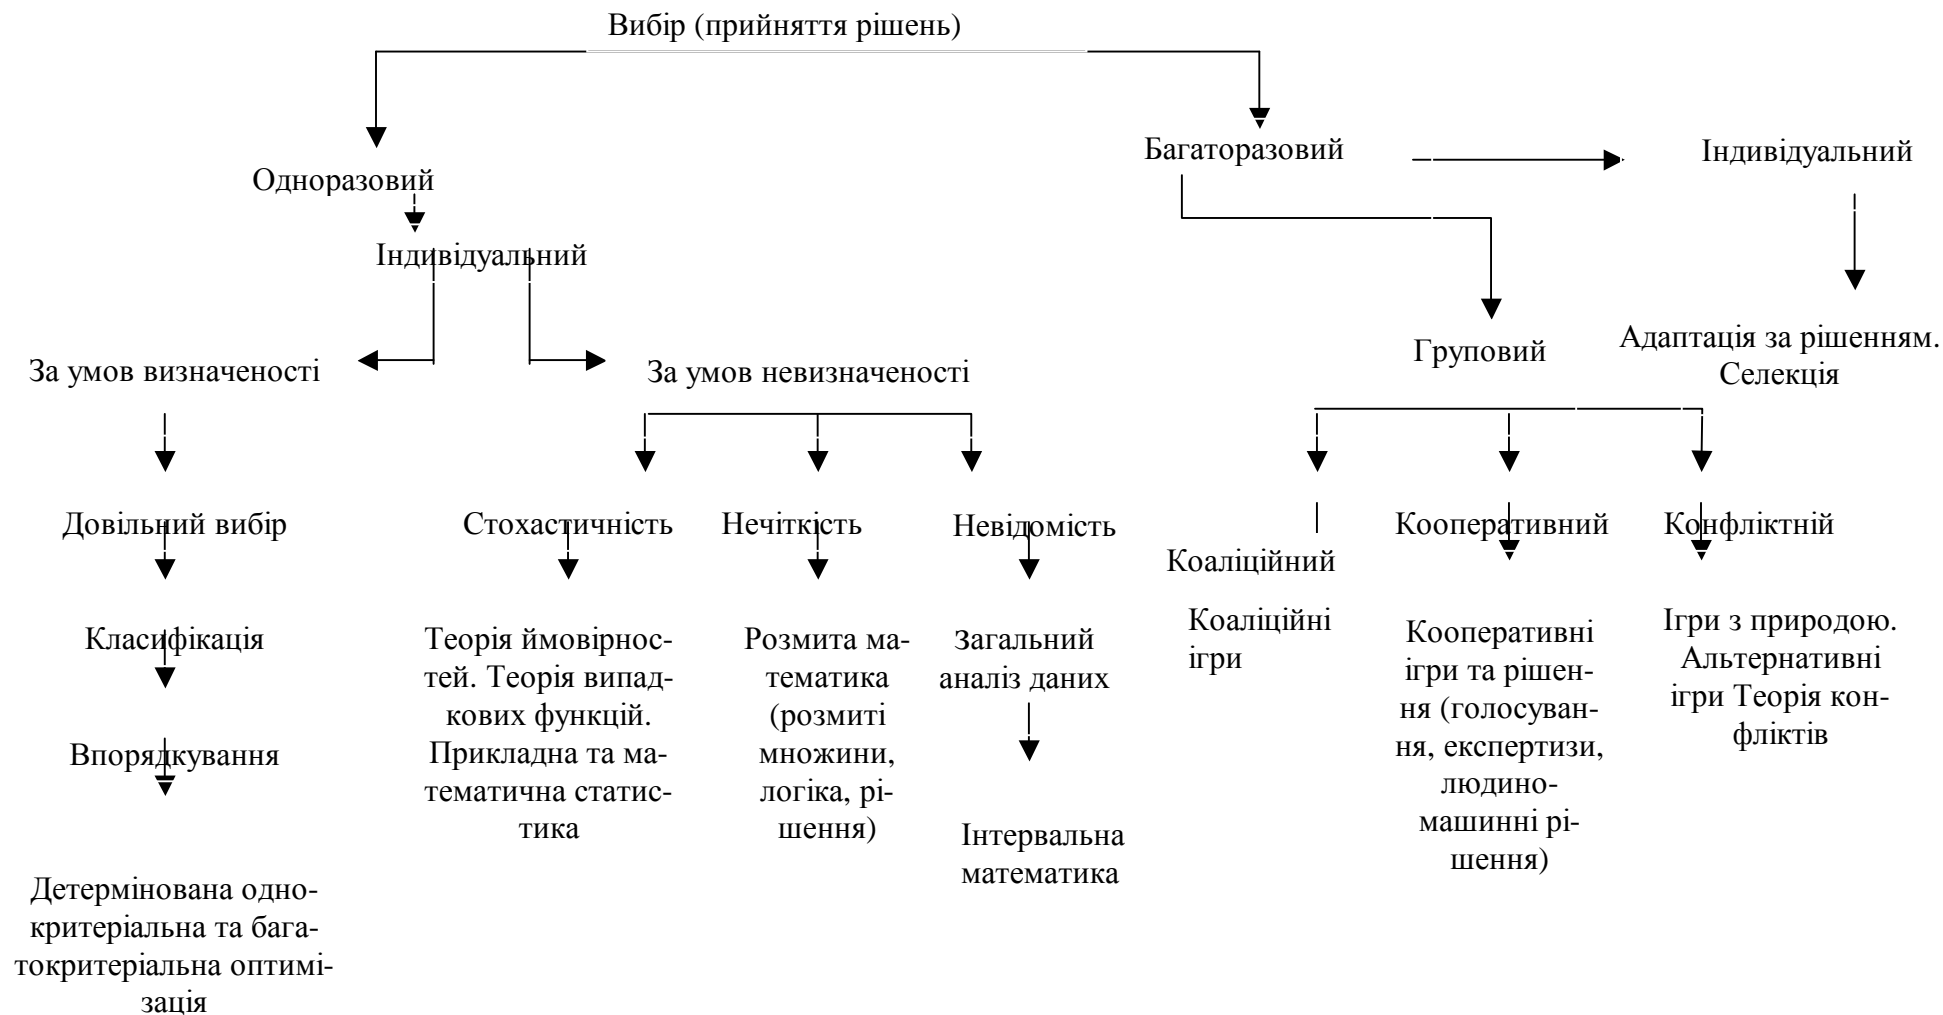 Вибір (прийняття рішень)
Одноразовий
Багаторазовий
Індивідуальний
Індивідуальний
За умов визначеності
За умов невизначеності
Груповий
Адаптація за рішенням.
Селекція
Довільний вибір
Стохастичність
Нечіткість
Невідомість
Коаліційний
Кооперативний
Конфліктній
Класифікація
Впорядкування
Детермінована одно-
критеріальна та бага-
токритеріальна оптимі-
зація
Теорія ймовірнос-
тей. Теорія випад-
кових функцій.
Прикладна та ма-
тематична статис-
тика
Розмита ма-
тематика
(розмиті
множини,
логіка, рі-
шення)
Загальний
аналіз даних
Інтервальна
математика
Коаліційні
ігри
Кооперативні
ігри та рішен-
ня (голосуван-
ня, експертизи,
людино-
машинні рі-
шення)
Ігри з природою.
Альтернативні
ігри Теорія кон-
фліктів